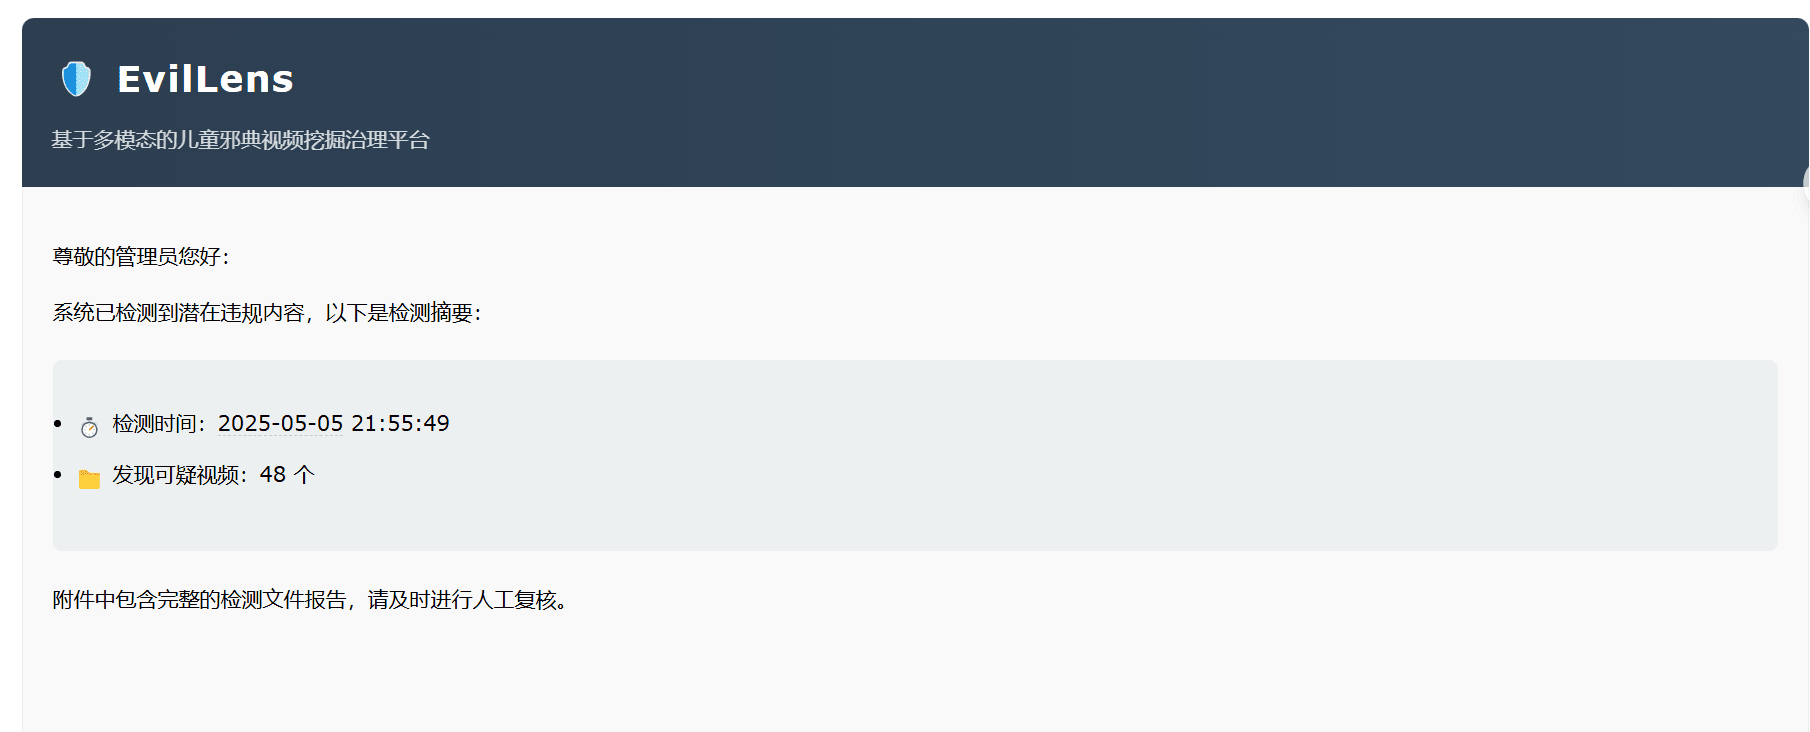 EvilLens
基于多模态的儿童邪典视频挖掘治理平台
尊敬的管理员您好：
系统已检测到潜在违规内容，以下是检测摘要：
检测时间：2025-05-05 21:55:49
发现可疑视频：48 个
附件中包含完整的检测文件报告，请及时进行人工复核。